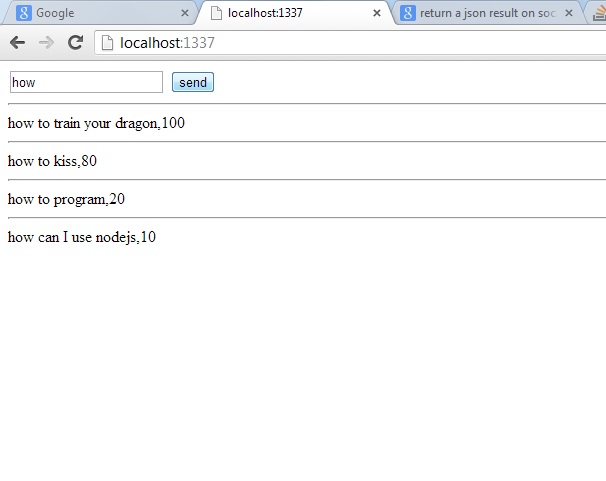 Google
localhost:1337
return a json result on soc
localhost:1337
how
send
how to train your dragon,100
how to kiss,80
how to program,20
how can I use nodejs,10